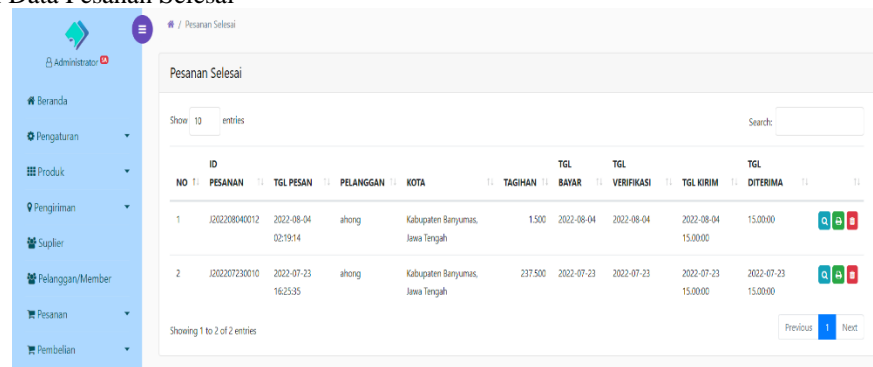 Data Pesanan Selesai
/ Pesanan Selesai
Administrator SA
Beranda
Pengaturan
Produk
Pengiriman
Suplier
Pelanggan/Member
Pesanan
Pembelian
Pesanan Selesai
Show 10 entries
Search:
NO ID PESANAN TGL PESAN PELANGGAN KOTA TAGIHAN TGL BAYAR TGL VERIFIKASI TGL KIRIM TGL DITERIMA
1 J202208040012 2022-08-04 02:19:14 ahong Kabupaten Banyumas, Jawa Tengah 1.500 2022-08-04 2022-08-04 2022-08-04 15.00:00 15.00:00
2 J202207230010 2022-07-23 16:25:35 ahong Kabupaten Banyumas, Jawa Tengah 237.500 2022-07-23 2022-07-23 2022-07-23 15.00:00 2022-07-23 15.00:00
Showing 1 to 2 of 2 entries
Previous 1 Next